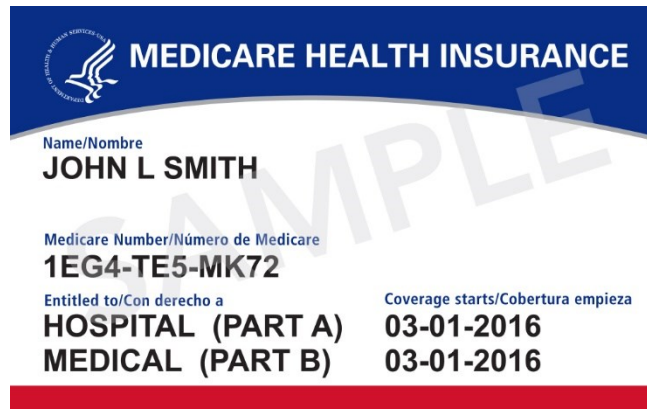 MEDICARE HEALTH INSURANCE
Name/Nombre
JOHN L SMITH
Medicare Number/Número de Medicare
1EG4-TE5-MK72
Entitled to/Con derecho a Coverage starts/Cobertura empieza
HOSPITAL (PART A) 03-01-2016
MEDICAL (PART B) 03-01-2016
SAMPLE